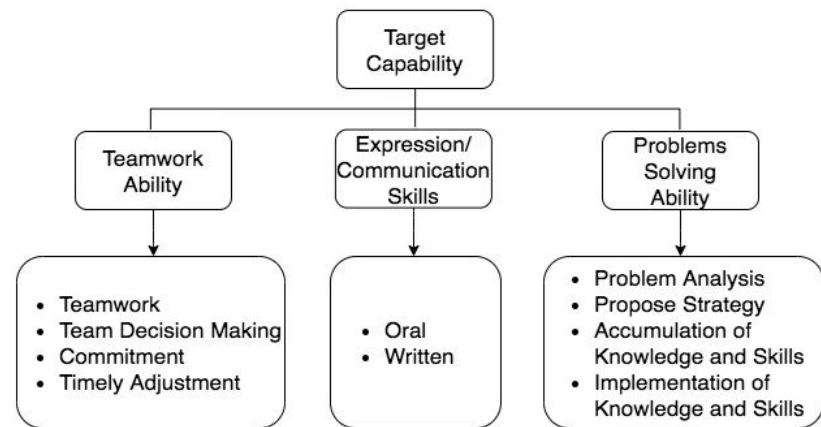 Target
Capability
Teamwork
Ability
Expression/
Communication
Skills
Problems
Solving
Ability
• Teamwork
• Team Decision Making
• Commitment
• Timely Adjustment
• Oral
• Written
• Problem Analysis
• Propose Strategy
• Accumulation of
Knowledge and Skills
• Implementation of
Knowledge and Skills